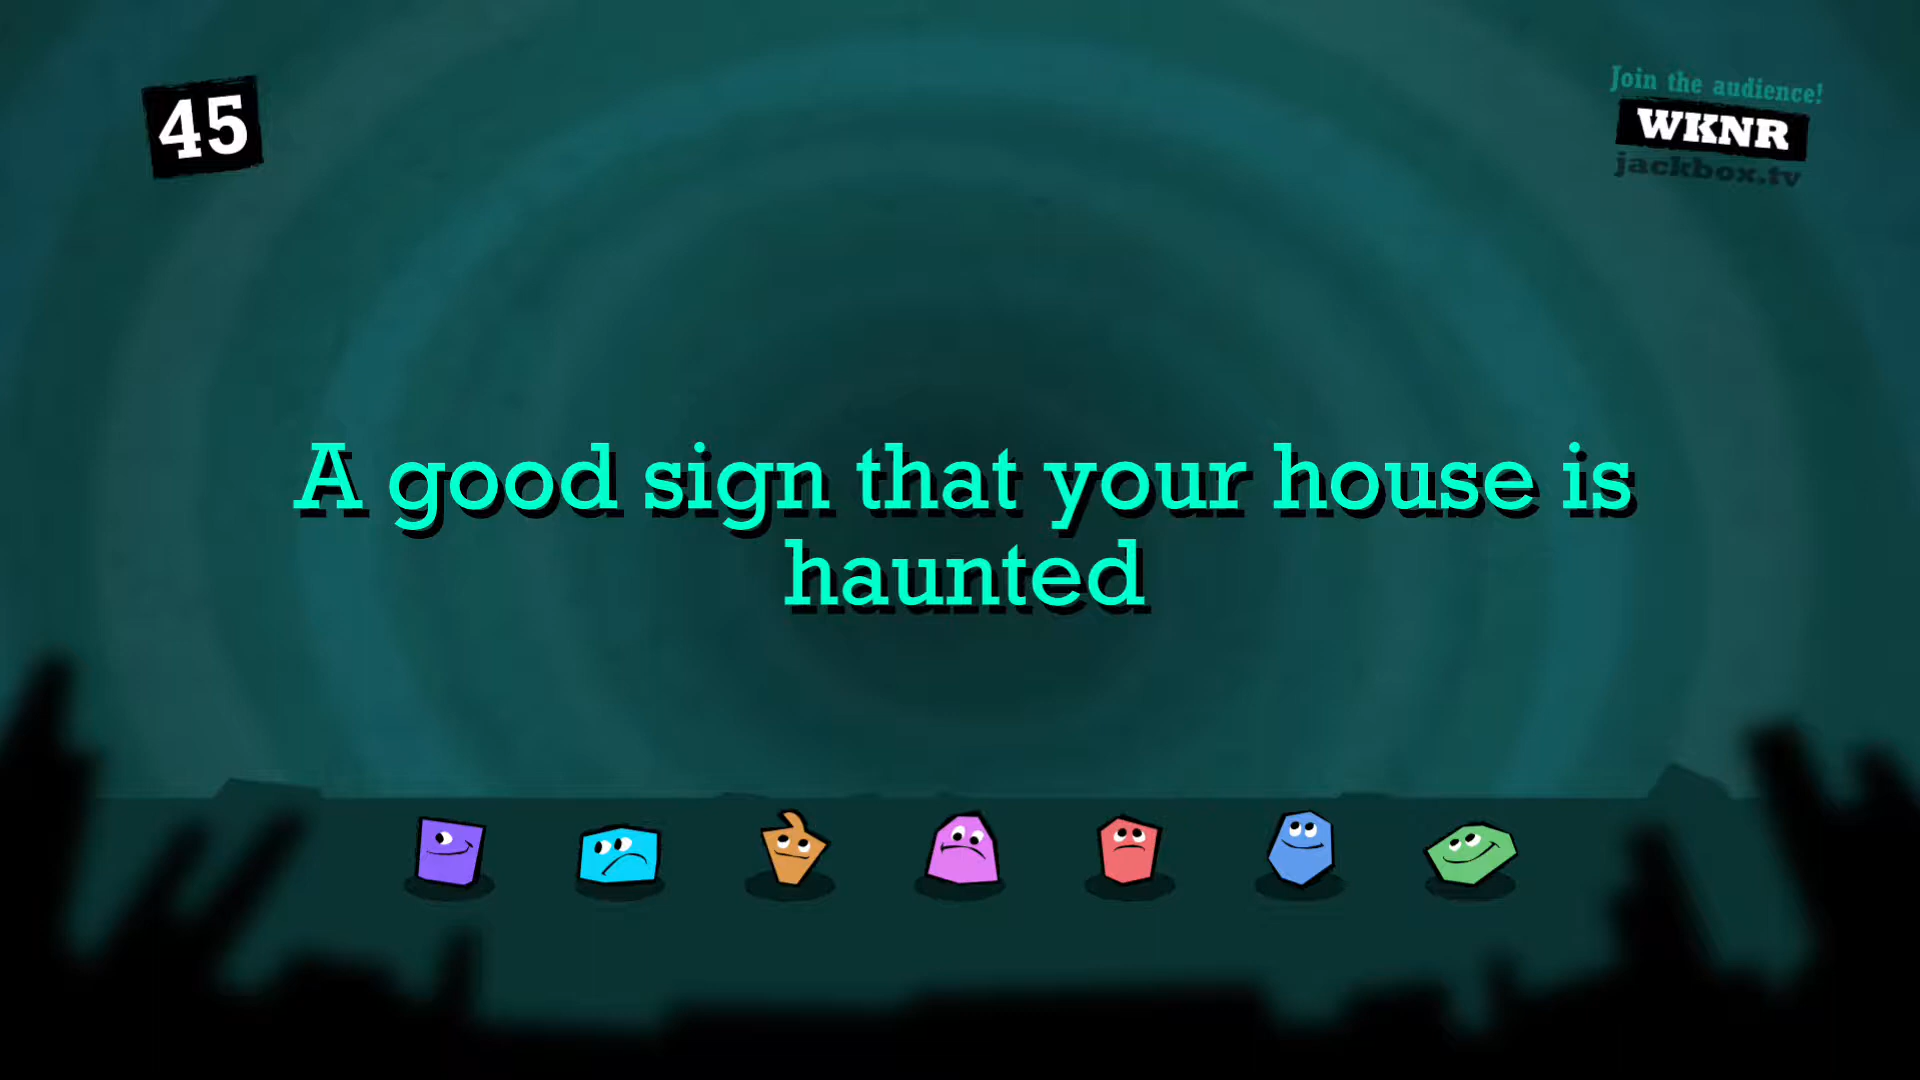 45
Join the audience!
WKNR
jackbox.tv
A good sign that your house is
haunted